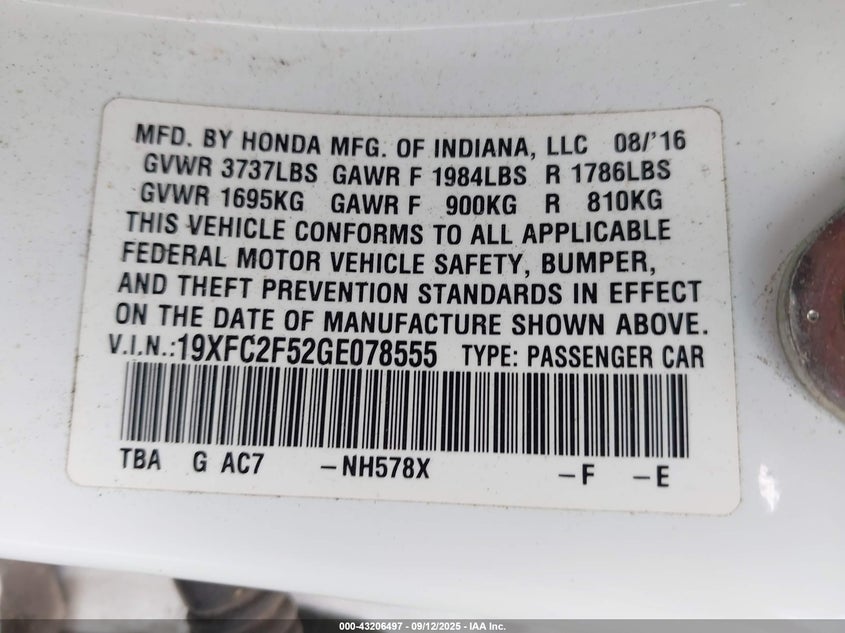 MFD. BY HONDA MFG. OF INDIANA, LLC 08/'16
GVWR 3737LBS GAWR F 1984LBS R 1786LBS
GVWR 1695KG GAWR F 900KG R 810KG
THIS VEHICLE CONFORMS TO ALL APPLICABLE
FEDERAL MOTOR VEHICLE SAFETY, BUMPER,
AND THEFT PREVENTION STANDARDS IN EFFECT
ON THE DATE OF MANUFACTURE SHOWN ABOVE.
V.I.N.:19XFC2F52GE078555 TYPE: PASSENGER CAR
TBA G AC7 –NH578X –F –E
000-43206497 - 09/12/2025 - IAA Inc.